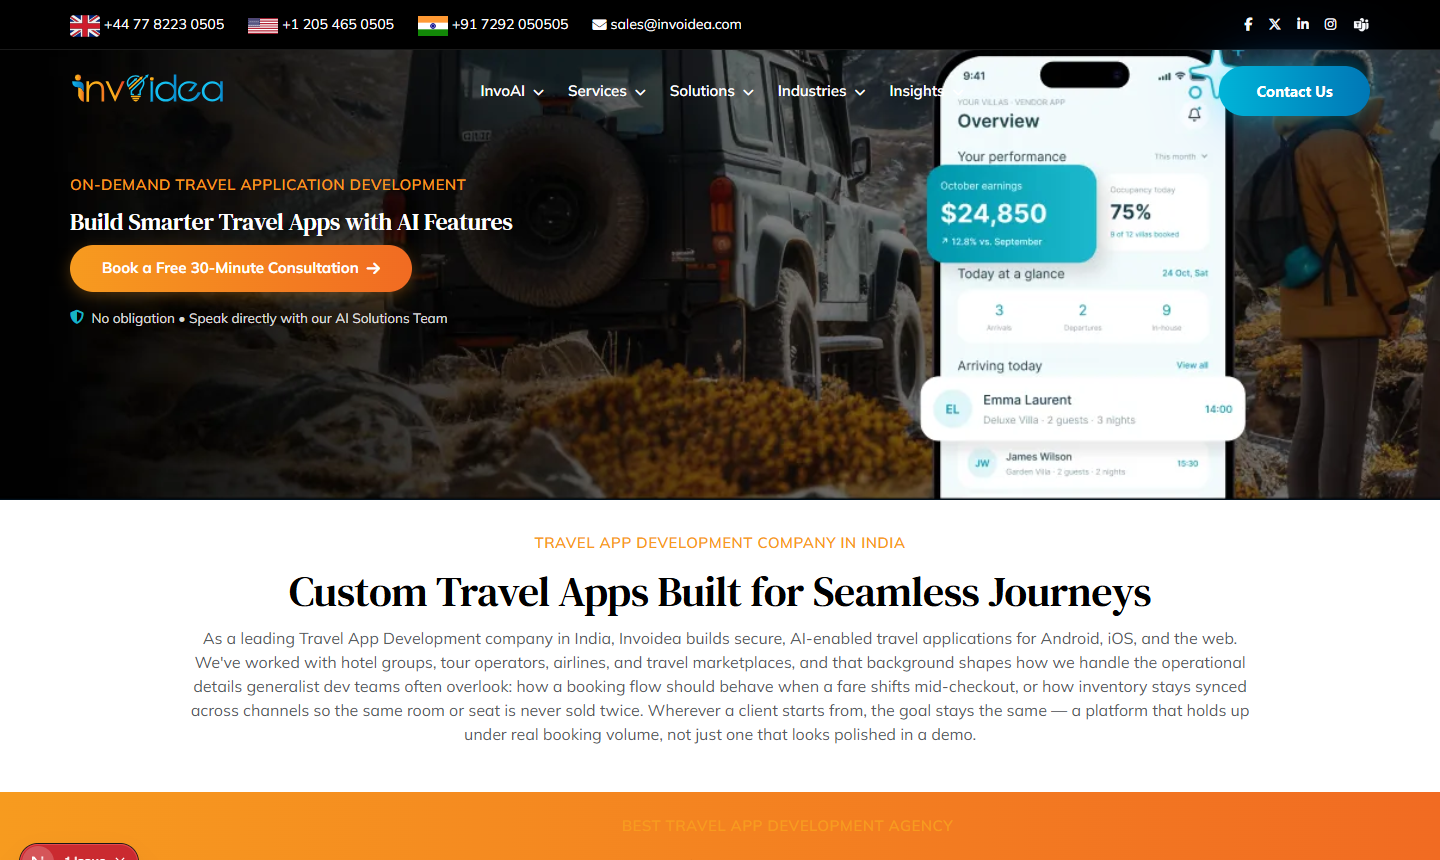 +44 77 8223 0505
+1 205 465 0505
+91 7292 050505
sales@invoidea.com
invoidea
InvoAI
Services
Solutions
Industries
Insights
Contact Us
ON-DEMAND TRAVEL APPLICATION DEVELOPMENT
Build Smarter Travel Apps with AI Features
Book a Free 30-Minute Consultation
No obligation • Speak directly with our AI Solutions Team
9:41
YOUR VILLAS · VENDOR APP
Overview
Your performance
This month
October earnings
$24,850
12.8% vs. September
Occupancy today
75%
9 of 12 villas booked
Today at a glance
24 Oct, Sat
3
2
9
Arrivals
Departures
In-house
Arriving today
View all
EL
Emma Laurent
Deluxe Villa · 2 guests · 3 nights
14:00
JW
James Wilson
Garden Villa · 2 guests · 2 nights
15:30
TRAVEL APP DEVELOPMENT COMPANY IN INDIA
Custom Travel Apps Built for Seamless Journeys
As a leading Travel App Development company in India, Invoidea builds secure, AI-enabled travel applications for Android, iOS, and the web.
We've worked with hotel groups, tour operators, airlines, and travel marketplaces, and that background shapes how we handle the operational
details generalist dev teams often overlook: how a booking flow should behave when a fare shifts mid-checkout, or how inventory stays synced
across channels so the same room or seat is never sold twice. Wherever a client starts from, the goal stays the same — a platform that holds up
under real booking volume, not just one that looks polished in a demo.
BEST TRAVEL APP DEVELOPMENT AGENCY